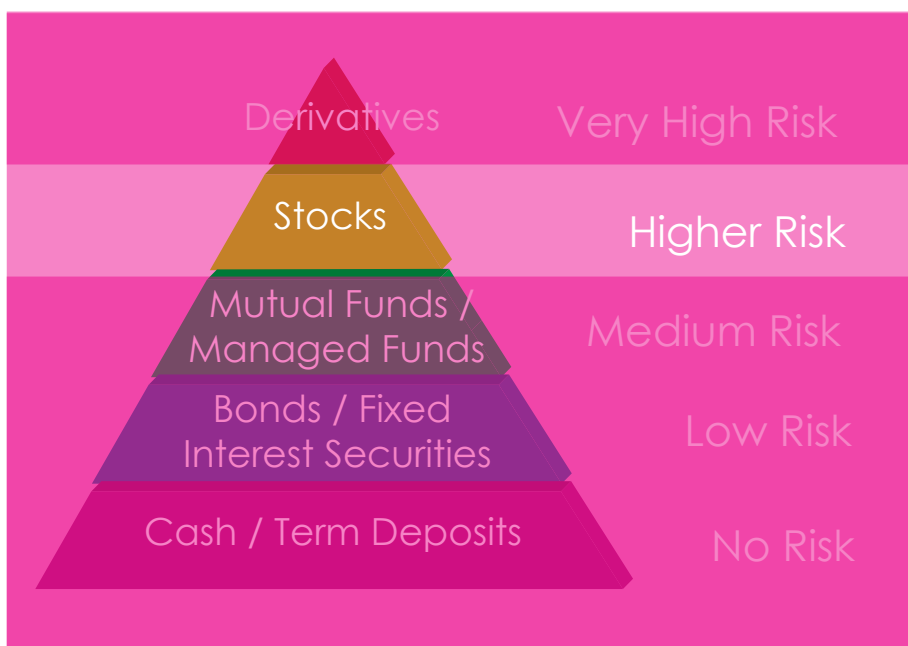 Derivatives Very High Risk
Stocks Higher Risk
Mutual Funds /
Managed Funds Medium Risk
Bonds / Fixed
Interest Securities Low Risk
Cash / Term Deposits No Risk